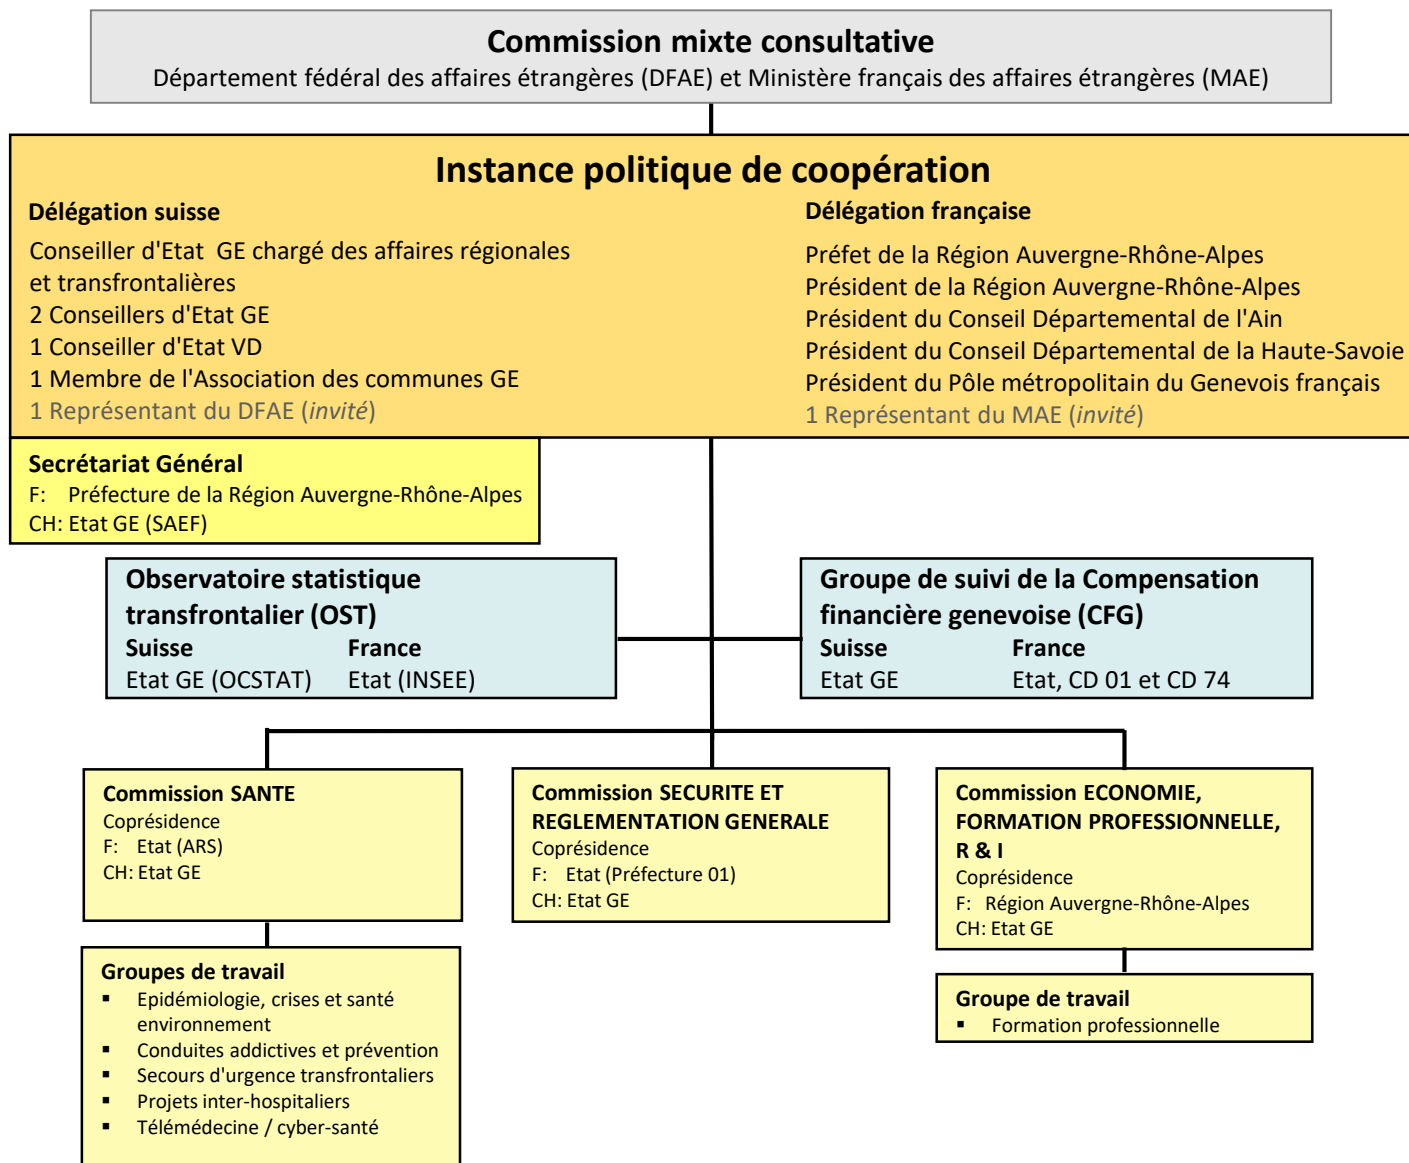 Commission mixte consultative
Département fédéral des affaires étrangères (DFAE) et Ministère français des affaires étrangères (MAE)
Instance politique de coopération
Délégation suisse
Conseiller d'Etat  GE chargé des affaires régionales
et transfrontalières
2 Conseillers d'Etat GE
1 Conseiller d'Etat VD
1 Membre de l'Association des communes GE
1 Représentant du DFAE (invité)
Délégation française
Préfet de la Région Auvergne-Rhône-Alpes
Président de la Région Auvergne-Rhône-Alpes
Président du Conseil Départemental de l'Ain
Président du Conseil Départemental de la Haute-Savoie
Président du Pôle métropolitain du Genevois français
1 Représentant du MAE (invité)
Secrétariat Général
F: Préfecture de la Région Auvergne-Rhône-Alpes
CH: Etat GE (SAEF)
Observatoire statistique
transfrontalier (OST)
Suisse France
Etat GE (OCSTAT) Etat (INSEE)
Groupe de suivi de la Compensation
financière genevoise (CFG)
Suisse France
Etat GE Etat, CD 01 et CD 74
Commission SANTE
Coprésidence
F: Etat (ARS)
CH: Etat GE
Commission SECURITE ET
REGLEMENTATION GENERALE
Coprésidence
F: Etat (Préfecture 01)
CH: Etat GE
Commission ECONOMIE,
FORMATION PROFESSIONNELLE,
R & I
Coprésidence
F: Région Auvergne-Rhône-Alpes
CH: Etat GE
Groupes de travail
▪ Epidémiologie, crises et santé
environnement
▪ Conduites addictives et prévention
▪ Secours d'urgence transfrontaliers
▪ Projets inter-hospitaliers
▪ Télémédecine / cyber-santé
Groupe de travail
▪ Formation professionnelle